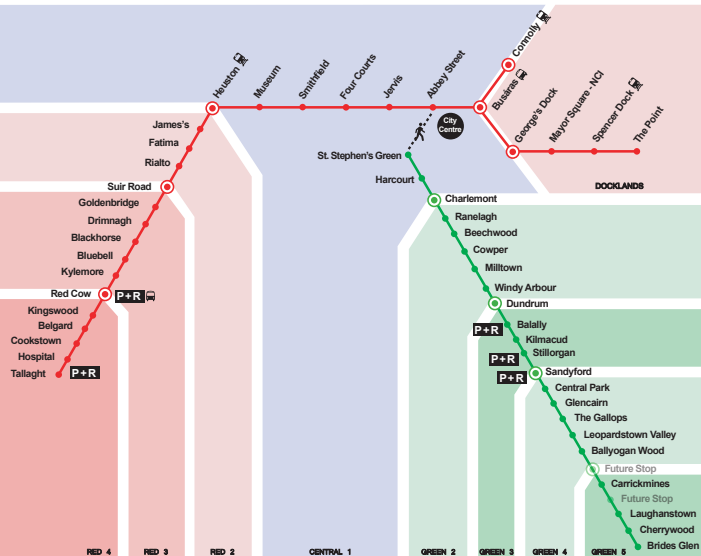 Connolly
Heuston
Museum
Smithfield
Four Courts
Jervis
Abbey Street
Busáras
George's Dock
Mayor Square - NCI
Spencer Dock
The Point
City
Centre
James's
Fatima
Rialto
St. Stephen's Green
Harcourt
DOCKLANDS
Suir Road
Goldenbridge
Drimnagh
Blackhorse
Bluebell
Kylemore
Charlemont
Ranelagh
Beechwood
Cowper
Milltown
Windy Arbour
Red Cow
P+R
Dundrum
Kingswood
Belgard
Cookstown
Hospital
Tallaght
P+R
P+R
Balally
Kilmacud
P+R
Stillorgan
P+R
Sandyford
Central Park
Glencairn
The Gallops
Leopardstown Valley
Ballyogan Wood
Future Stop
Carrickmines
Future Stop
Laughanstown
Cherrywood
Brides Glen
RED 4
RED 3
RED 2
CENTRAL 1
GREEN 2
GREEN 3
GREEN 4
GREEN 5